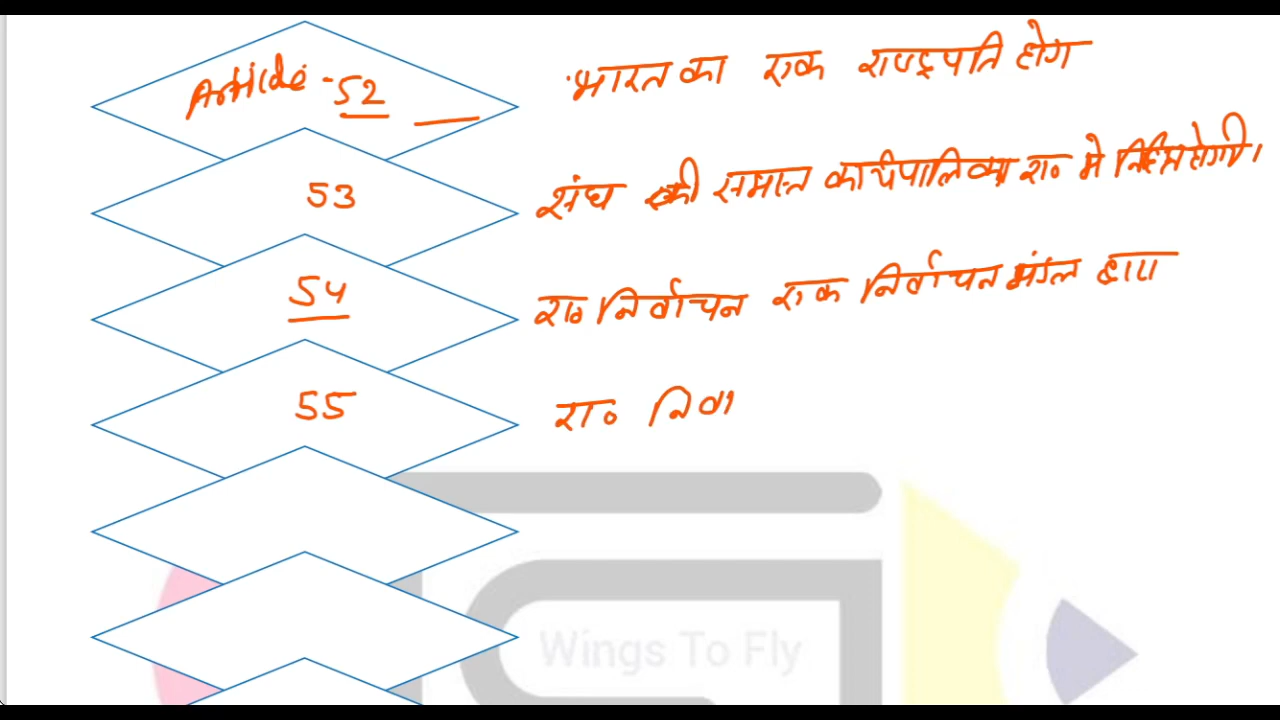 Article - 52 भारत का एक राष्ट्रपति होग
53 संघ की समस्त कार्यपालिका रा० मे निहित होगी।
54 रा० निर्वाचन एक निर्वाचन मंडल द्वारा
55 रा० निर्वा
Wings To Fly